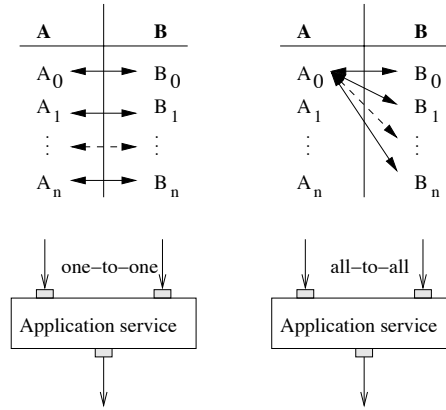 A B
A0 B0
A1 B1
⋮ ⋮
An Bn
one–to–one
Application service
A B
A0 B0
A1 B1
⋮ ⋮
An Bn
all–to–all
Application service